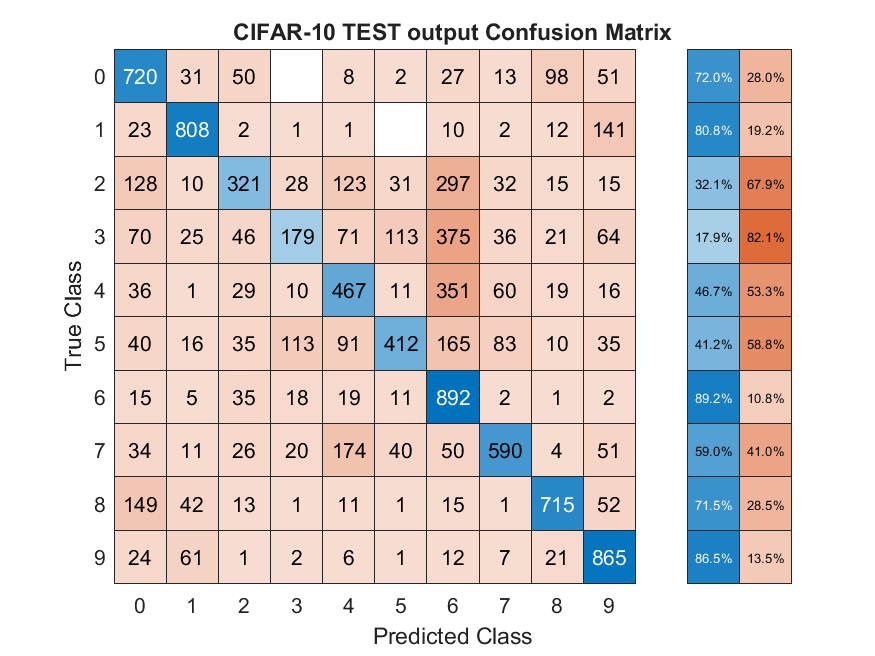 CIFAR-10 TEST output Confusion Matrix
0 720 31 50 8 2 27 13 98 51 72.0% 28.0%
1 23 808 2 1 1 10 2 12 141 80.8% 19.2%
2 128 10 321 28 123 31 297 32 15 15 32.1% 67.9%
3 70 25 46 179 71 113 375 36 21 64 17.9% 82.1%
4 36 1 29 10 467 11 351 60 19 16 46.7% 53.3%
5 40 16 35 113 91 412 165 83 10 35 41.2% 58.8%
6 15 5 35 18 19 11 892 2 1 2 89.2% 10.8%
7 34 11 26 20 174 40 50 590 4 51 59.0% 41.0%
8 149 42 13 1 11 1 15 1 715 52 71.5% 28.5%
9 24 61 1 2 6 1 12 7 21 865 86.5% 13.5%
0 1 2 3 4 5 6 7 8 9
Predicted Class
True Class